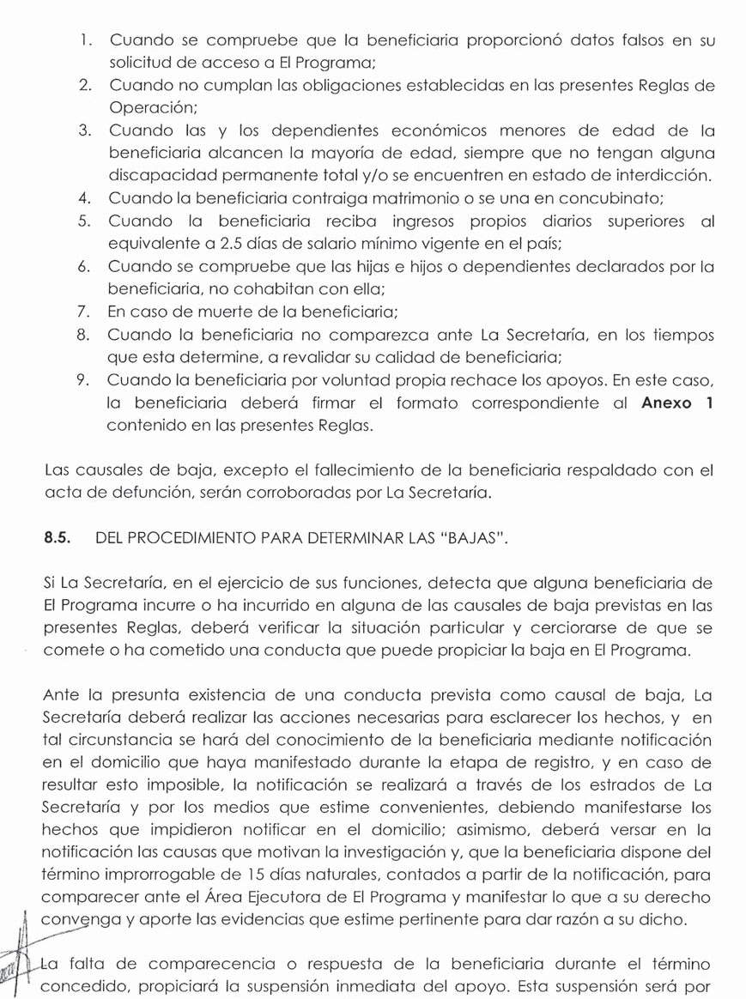 1. Cuando se compruebe que la beneficiaria proporcionó datos falsos en su
solicitud de acceso a El Programa;
2. Cuando no cumplan las obligaciones establecidas en las presentes Reglas de
Operación;
3. Cuando las y los dependientes económicos menores de edad de la
beneficiaria alcancen la mayoría de edad, siempre que no tengan alguna
discapacidad permanente total y/o se encuentren en estado de interdicción.
4. Cuando la beneficiaria contraiga matrimonio o se una en concubinato;
5. Cuando la beneficiaria reciba ingresos propios diarios superiores al
equivalente a 2.5 días de salario mínimo vigente en el país;
6. Cuando se compruebe que las hijas e hijos o dependientes declarados por la
beneficiaria, no cohabitan con ella;
7. En caso de muerte de la beneficiaria;
8. Cuando la beneficiaria no comparezca ante La Secretaría, en los tiempos
que esta determine, a revalidar su calidad de beneficiaria;
9. Cuando la beneficiaria por voluntad propia rechace los apoyos. En este caso,
la beneficiaria deberá firmar el formato correspondiente al Anexo 1
contenido en las presentes Reglas.
Las causales de baja, excepto el fallecimiento de la beneficiaria respaldado con el
acta de defunción, serán corroboradas por La Secretaría.
8.5. DEL PROCEDIMIENTO PARA DETERMINAR LAS "BAJAS".
Si La Secretaría, en el ejercicio de sus funciones, detecta que alguna beneficiaria de
El Programa incurre o ha incurrido en alguna de las causales de baja previstas en las
presentes Reglas, deberá verificar la situación particular y cerciorarse de que se
comete o ha cometido una conducta que puede propiciar la baja en El Programa.
Ante la presunta existencia de una conducta prevista como causal de baja, La
Secretaría deberá realizar las acciones necesarias para esclarecer los hechos, y en
tal circunstancia se hará del conocimiento de la beneficiaria mediante notificación
en el domicilio que haya manifestado durante la etapa de registro, y en caso de
resultar esto imposible, la notificación se realizará a través de los estrados de La
Secretaría y por los medios que estime convenientes, debiendo manifestarse los
hechos que impidieron notificar en el domicilio; asimismo, deberá versar en la
notificación las causas que motivan la investigación y, que la beneficiaria dispone del
término improrrogable de 15 días naturales, contados a partir de la notificación, para
comparecer ante el Área Ejecutora de El Programa y manifestar lo que a su derecho
convenga y aporte las evidencias que estime pertinente para dar razón a su dicho.
La falta de comparecencia o respuesta de la beneficiaria durante el término
concedido, propiciará la suspensión inmediata del apoyo. Esta suspensión será por